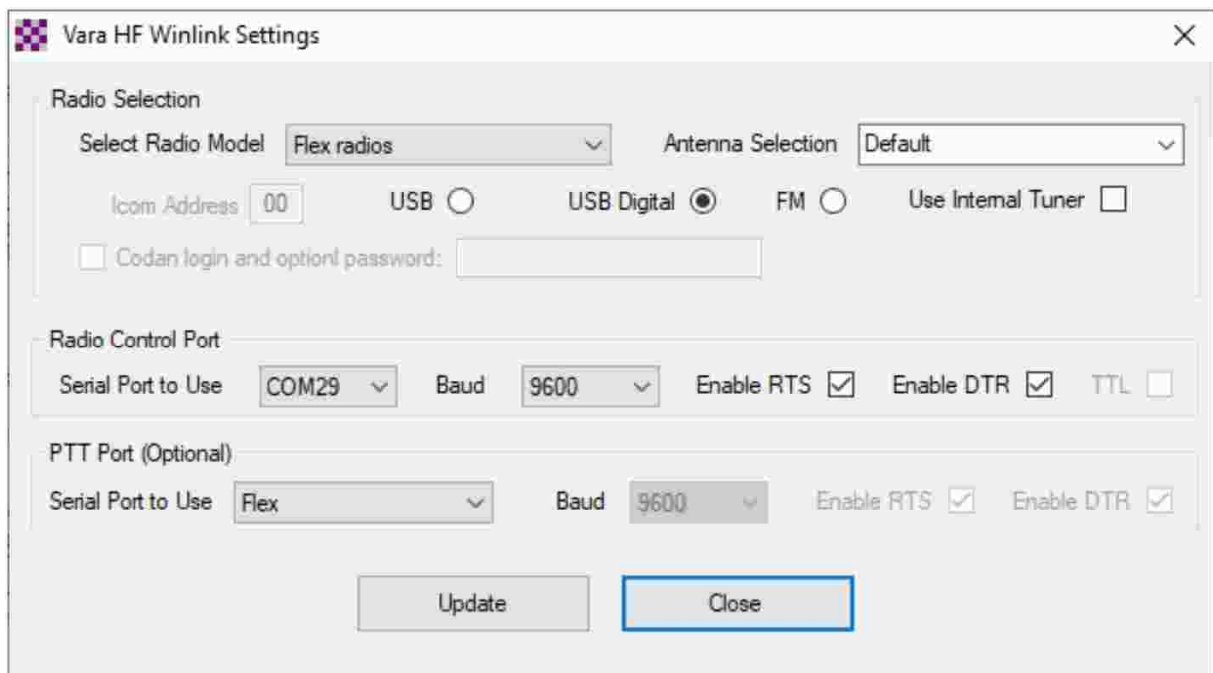 Vara HF Winlink Settings
Radio Selection
Select Radio Model Flex radios Antenna Selection Default
Icom Address 00 USB USB Digital FM Use Internal Tuner
Codan login and optionl password:
Radio Control Port
Serial Port to Use COM29 Baud 9600 Enable RTS Enable DTR TTL
PTT Port (Optional)
Serial Port to Use Flex Baud 9600 Enable RTS Enable DTR
Update Close